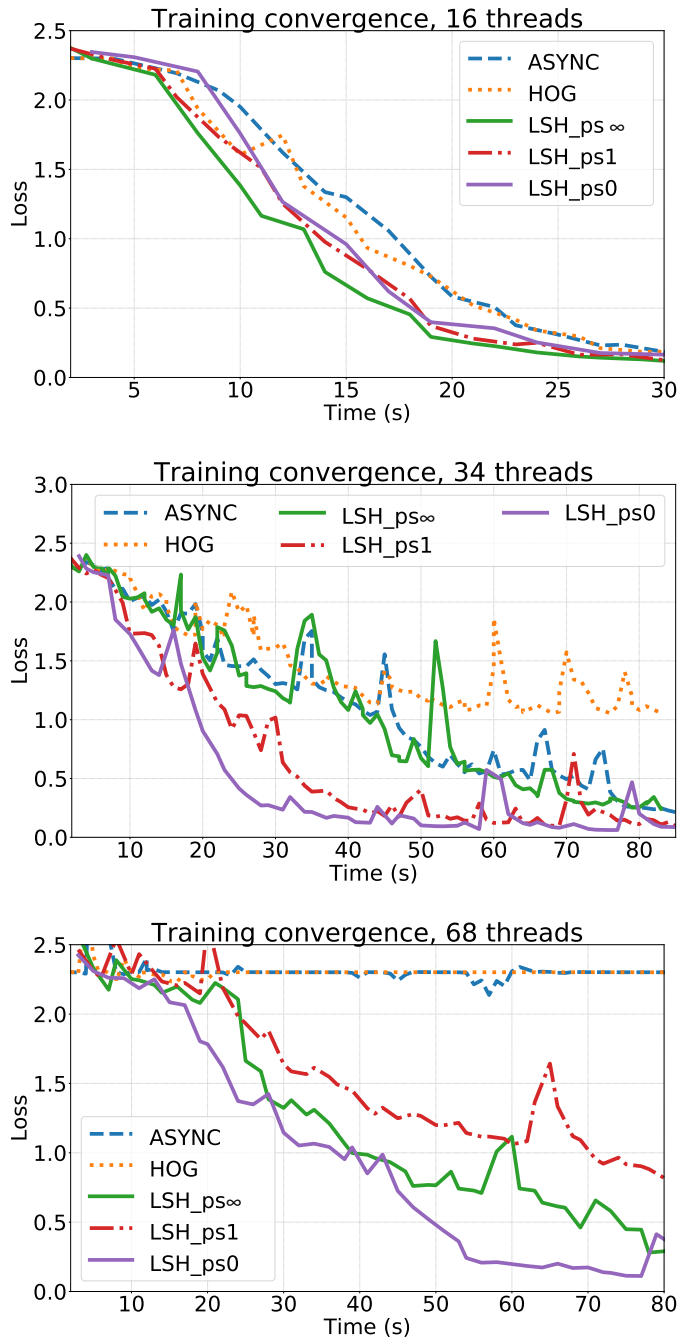 Training convergence, 16 threads
2.5
2.0
1.5
1.0
0.5
0.0
Loss
ASYNC
HOG
LSH_ps ∞
LSH_ps1
LSH_ps0
5 10 15 20 25 30
Time (s)
Training convergence, 34 threads
3.0
2.5
2.0
1.5
1.0
0.5
0.0
Loss
ASYNC LSH_ps∞ LSH_ps0
HOG LSH_ps1
10 20 30 40 50 60 70 80
Time (s)
Training convergence, 68 threads
2.5
2.0
1.5
1.0
0.5
0.0
Loss
ASYNC
HOG
LSH_ps∞
LSH_ps1
LSH_ps0
10 20 30 40 50 60 70 80
Time (s)